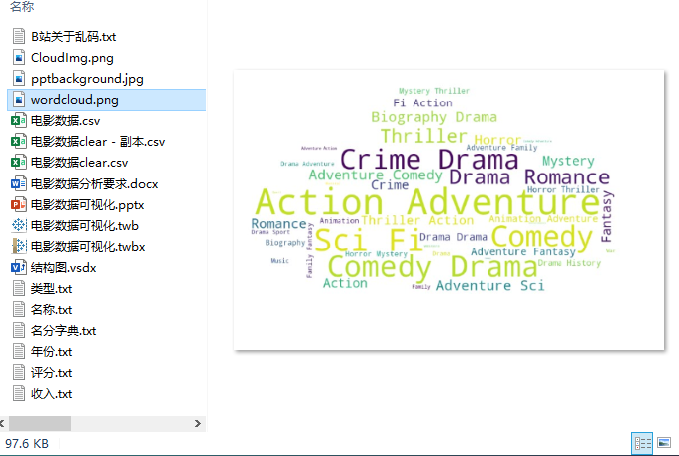 名称
B站关于乱码.txt
CloudImg.png
pptbackground.jpg
wordcloud.png
电影数据.csv
电影数据clear - 副本.csv
电影数据clear.csv
电影数据分析要求.docx
电影数据可视化.pptx
电影数据可视化.twb
电影数据可视化.twbx
结构图.vsdx
类型.txt
名称.txt
名分字典.txt
年份.txt
评分.txt
收入.txt
97.6 KB
Mystery Thriller
Fi Action
Biography Drama
Thriller
Horror
Adventure Action
Crime Drama
Adventure Family
Drama Adventure
Mystery
Adventure Comedy
Drama Romance
Crime
Horror Thriller
Action Adventure
Fantasy
Romance
Animation
Thriller Action
Animation Adventure
Drama Sport
Sci Fi
Drama Drama
Comedy
Biography
Family Fantasy
Horror Mystery
Drama
Adventure Fantasy
Music
Comedy Drama
Drama History
Action
Family
Adventure Sci